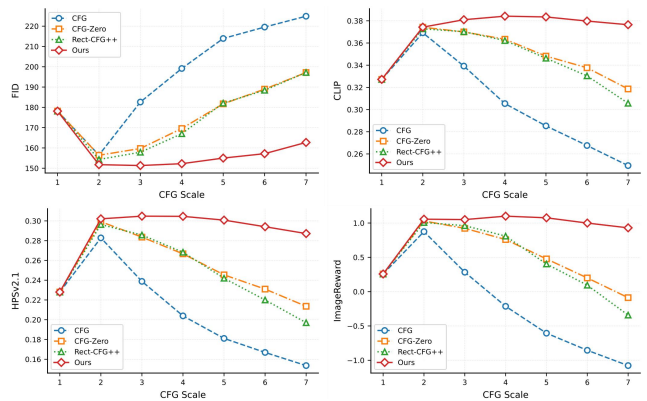 FID
220
210
200
190
180
170
160
150
CFG
CFG-Zero
Rect-CFG++
Ours
1 2 3 4 5 6 7
CFG Scale
CLIP
0.38
0.36
0.34
0.32
0.30
0.28
0.26
CFG
CFG-Zero
Rect-CFG++
Ours
1 2 3 4 5 6 7
CFG Scale
HPSv2.1
0.30
0.28
0.26
0.24
0.22
0.20
0.18
0.16
CFG
CFG-Zero
Rect-CFG++
Ours
1 2 3 4 5 6 7
CFG Scale
ImageReward
1.0
0.5
0.0
−0.5
−1.0
CFG
CFG-Zero
Rect-CFG++
Ours
1 2 3 4 5 6 7
CFG Scale